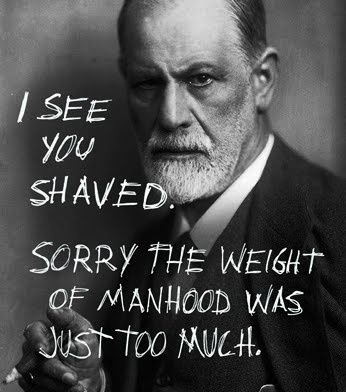 I SEE
YOU
SHAVED.
SORRY THE WEIGHT
OF MANHOOD WAS
JUST TOO MUCH.